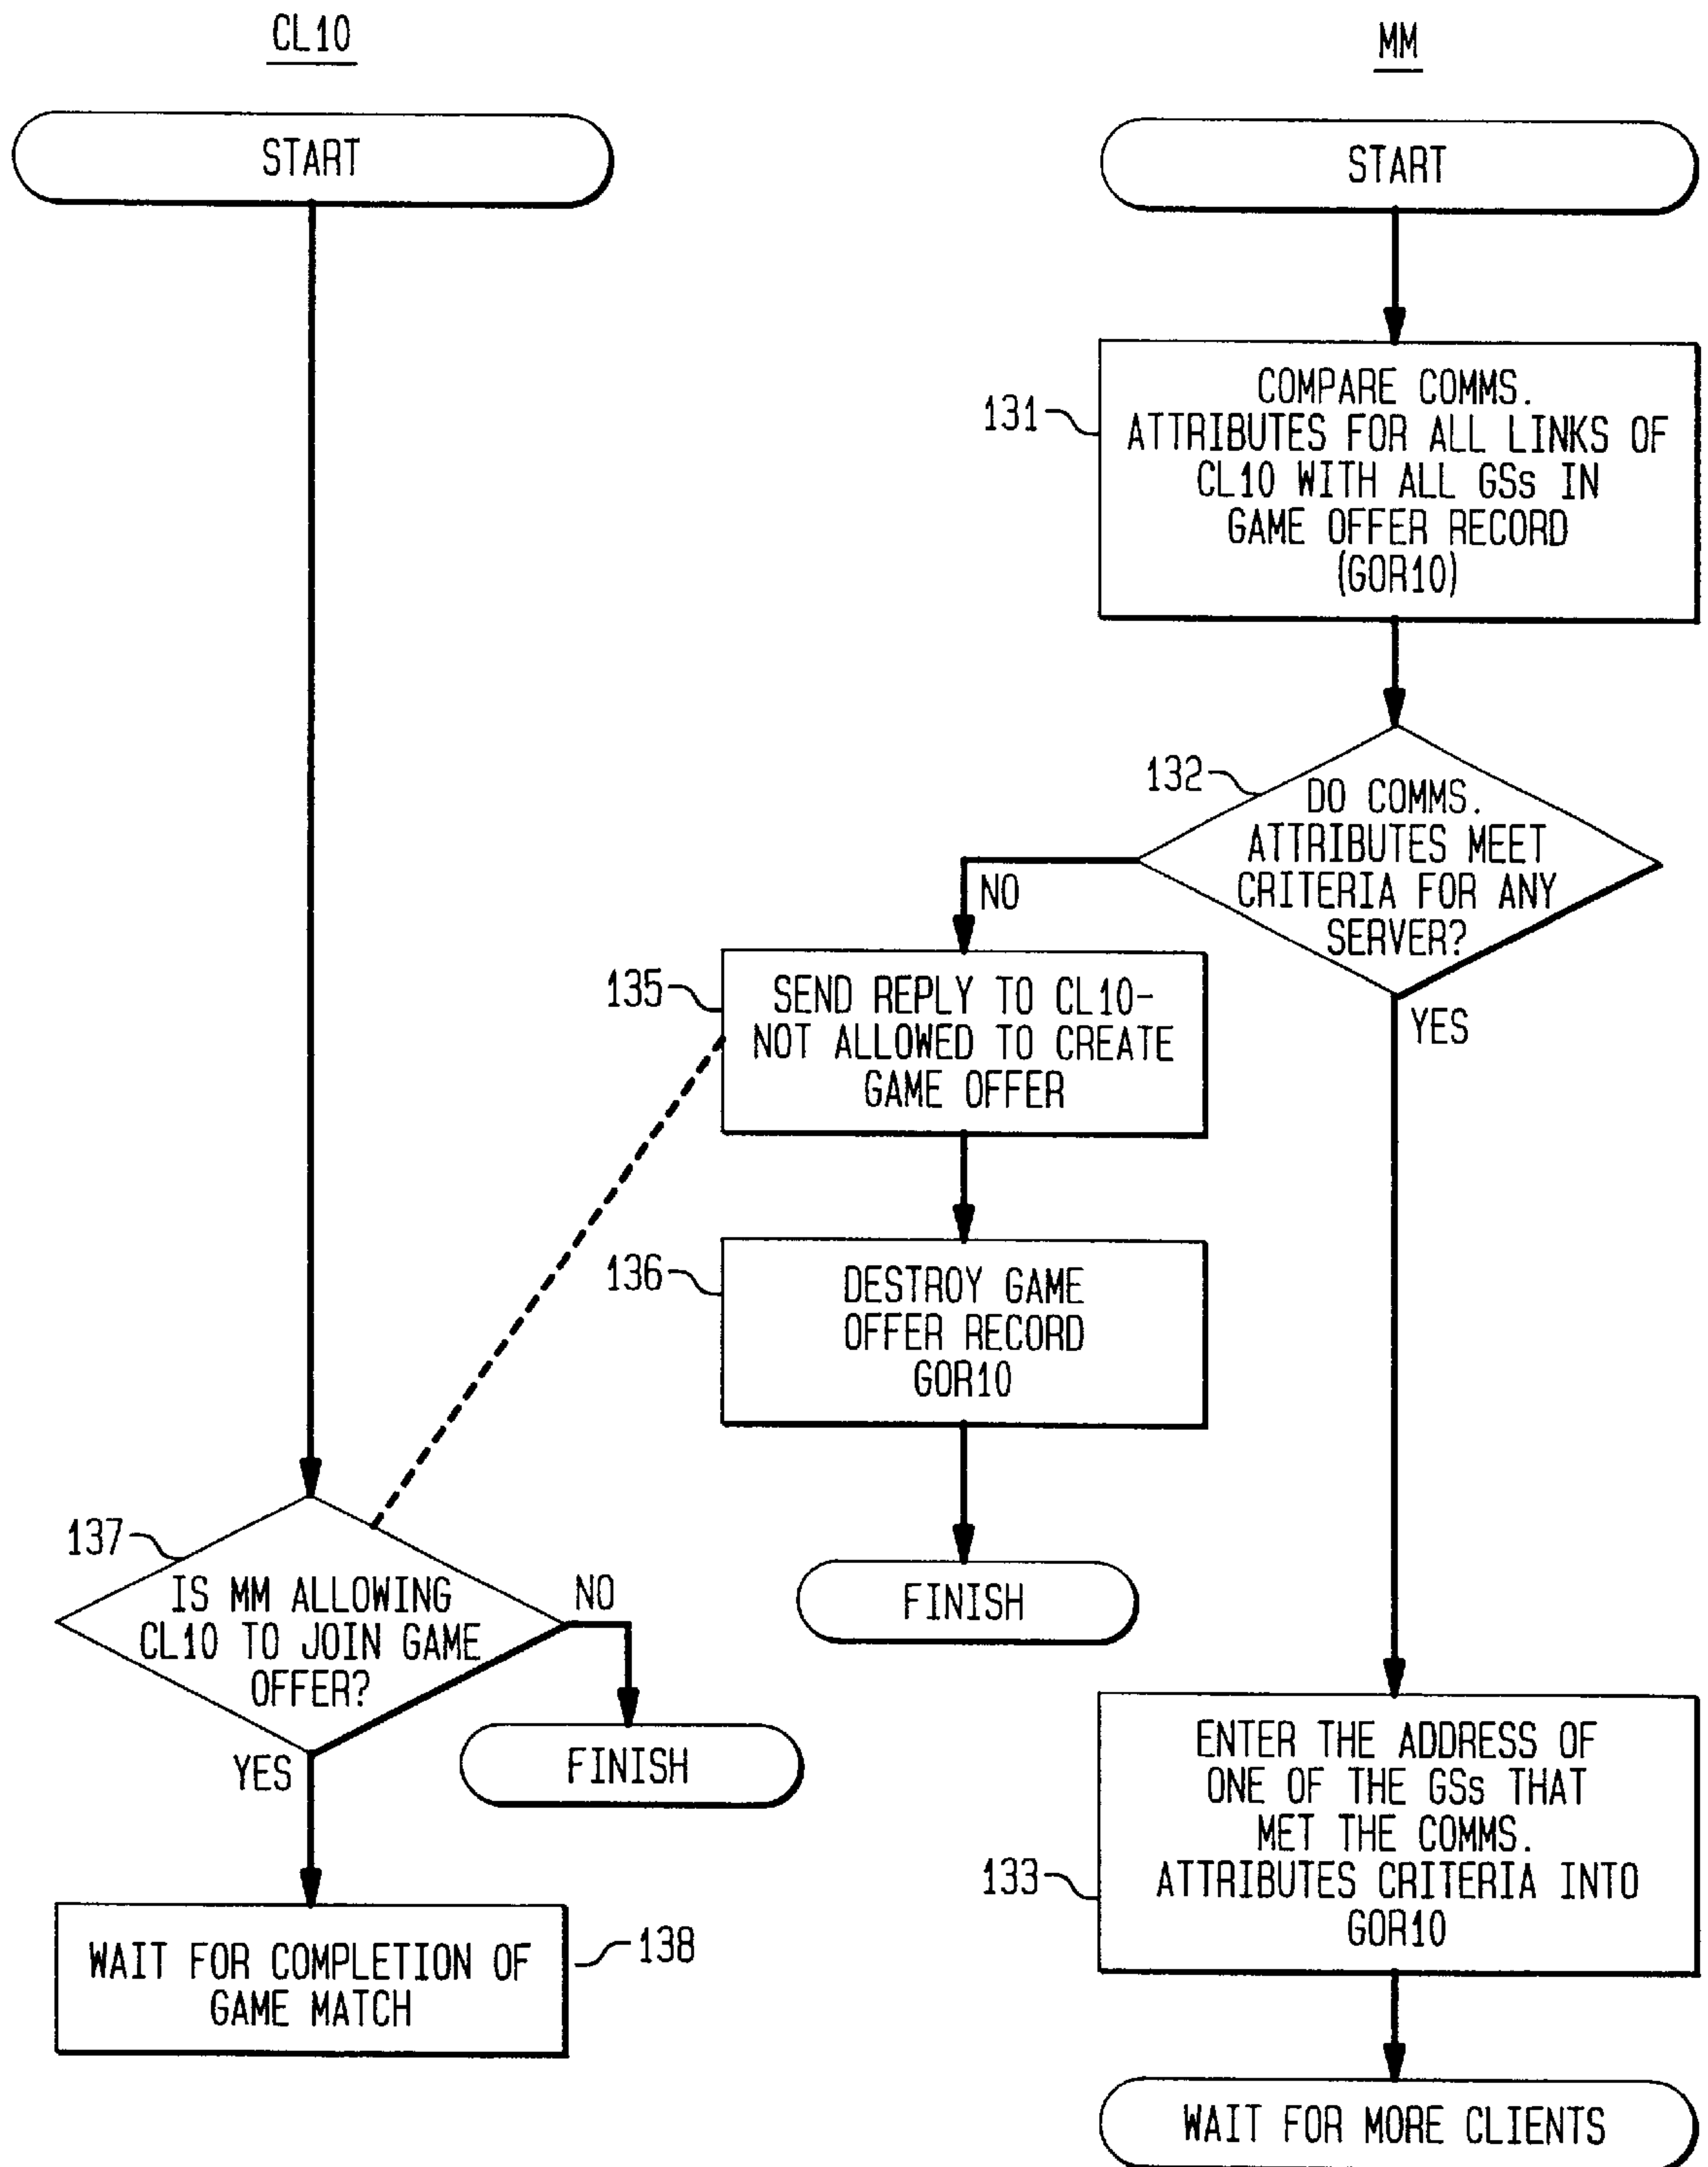 CL10
MM
START
START
131
COMPARE COMMS.
ATTRIBUTES FOR ALL LINKS OF
CL10 WITH ALL GSs IN
GAME OFFER RECORD
(GOR10)
132
DO COMMS.
ATTRIBUTES MEET
CRITERIA FOR ANY
SERVER?
NO
YES
135
SEND REPLY TO CL10-
NOT ALLOWED TO CREATE
GAME OFFER
136
DESTROY GAME
OFFER RECORD
GOR10
FINISH
137
IS MM ALLOWING
CL10 TO JOIN GAME
OFFER?
NO
YES
FINISH
138
WAIT FOR COMPLETION OF
GAME MATCH
133
ENTER THE ADDRESS OF
ONE OF THE GSs THAT
MET THE COMMS.
ATTRIBUTES CRITERIA INTO
GOR10
WAIT FOR MORE CLIENTS